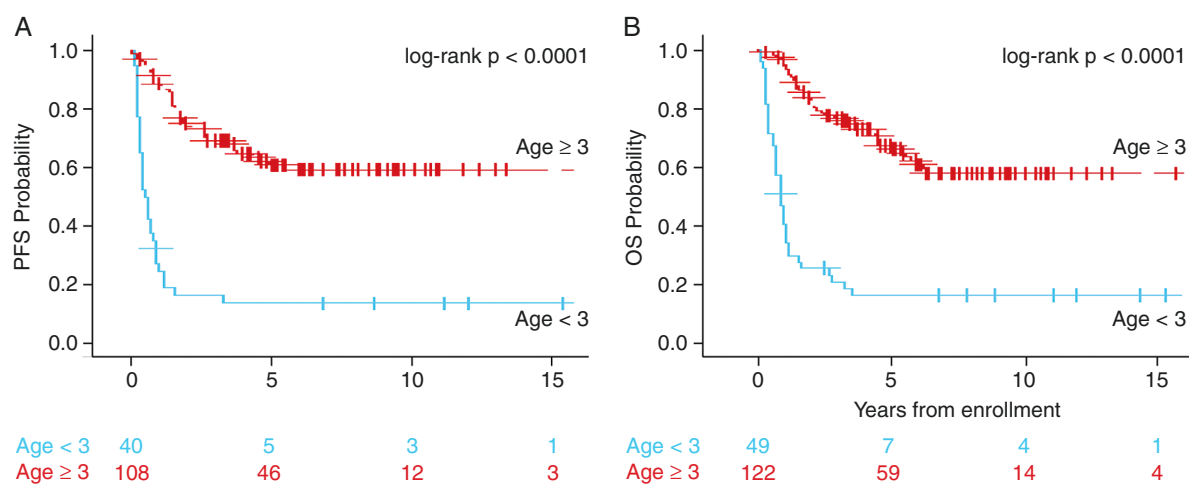 A
log-rank p < 0.0001
PFS Probability
1.0
0.8
0.6
0.4
0.2
0.0
Age ≥ 3
Age < 3
0 5 10 15
Age < 3 40 5 3 1
Age ≥ 3 108 46 12 3
B
log-rank p < 0.0001
OS Probability
1.0
0.8
0.6
0.4
0.2
0.0
Age ≥ 3
Age < 3
0 5 10 15
Years from enrollment
Age < 3 49 7 4 1
Age ≥ 3 122 59 14 4